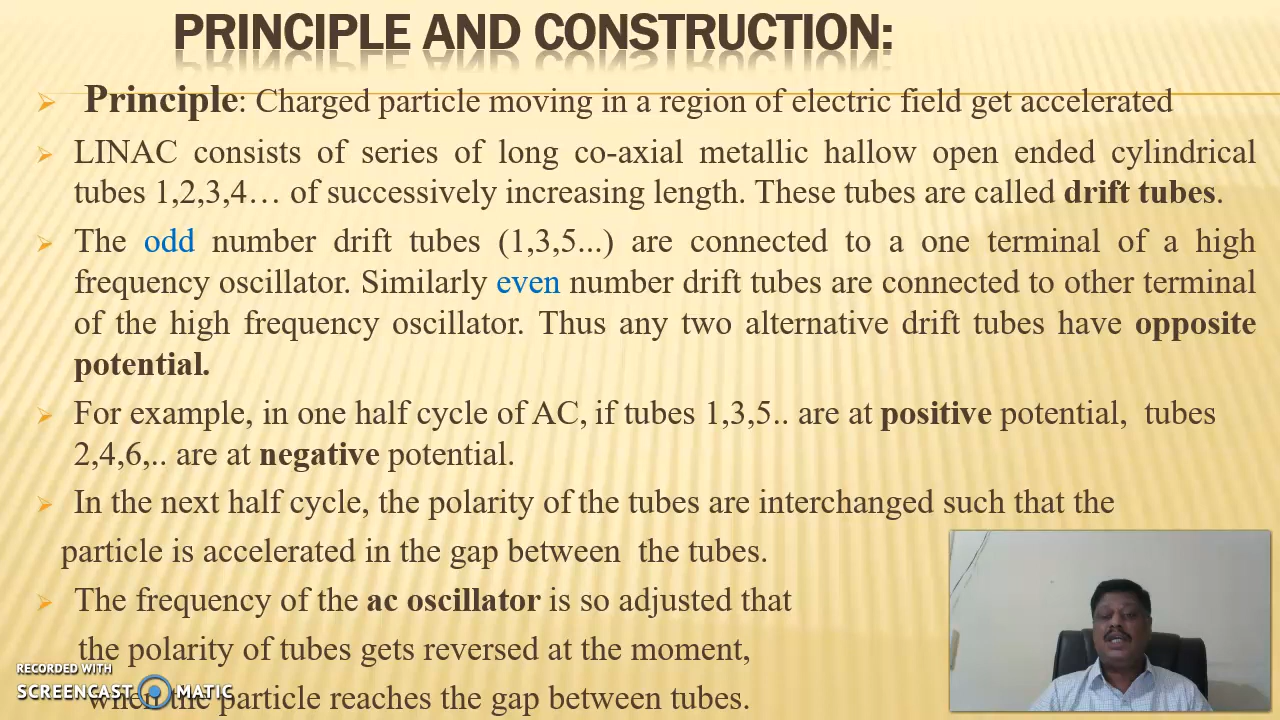 PRINCIPLE AND CONSTRUCTION:
Principle: Charged particle moving in a region of electric field get accelerated
LINAC consists of series of long co-axial metallic hallow open ended cylindrical
tubes 1,2,3,4… of successively increasing length. These tubes are called drift tubes.
The odd number drift tubes (1,3,5...) are connected to a one terminal of a high
frequency oscillator. Similarly even number drift tubes are connected to other terminal
of the high frequency oscillator. Thus any two alternative drift tubes have opposite
potential.
For example, in one half cycle of AC, if tubes 1,3,5.. are at positive potential, tubes
2,4,6,.. are at negative potential.
In the next half cycle, the polarity of the tubes are interchanged such that the
particle is accelerated in the gap between the tubes.
The frequency of the ac oscillator is so adjusted that
the polarity of tubes gets reversed at the moment,
when the particle reaches the gap between tubes.
RECORDED WITH
SCREENCAST MATIC